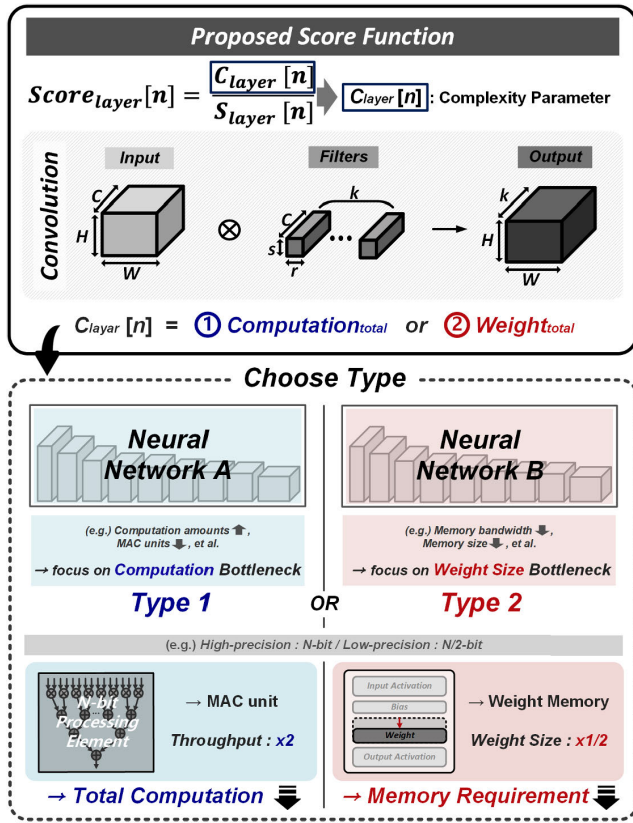 Proposed Score Function
Score_layer[n] = C_layer [n] / S_layer [n]
C_layer [n] : Complexity Parameter
Convolution
Input
Filters
Output
C
H
W
⊗
C
k
s
r
...
k
H
W
C_layar [n] = ① Computation_total or ② Weight_total
Choose Type
Neural
Network A
Neural
Network B
(e.g.) Computation amounts ⬆,
MAC units ⬇, et al.
→ focus on Computation Bottleneck
(e.g.) Memory bandwidth ⬇,
Memory size ⬇, et al.
→ focus on Weight Size Bottleneck
Type 1
OR
Type 2
(e.g.) High-precision : N-bit / Low-precision : N/2-bit
N-bit
Processing
Element
→ MAC unit
Throughput : x2
Input Activation
Bias
Weight
Output Activation
→ Weight Memory
Weight Size : x1/2
→ Total Computation
→ Memory Requirement